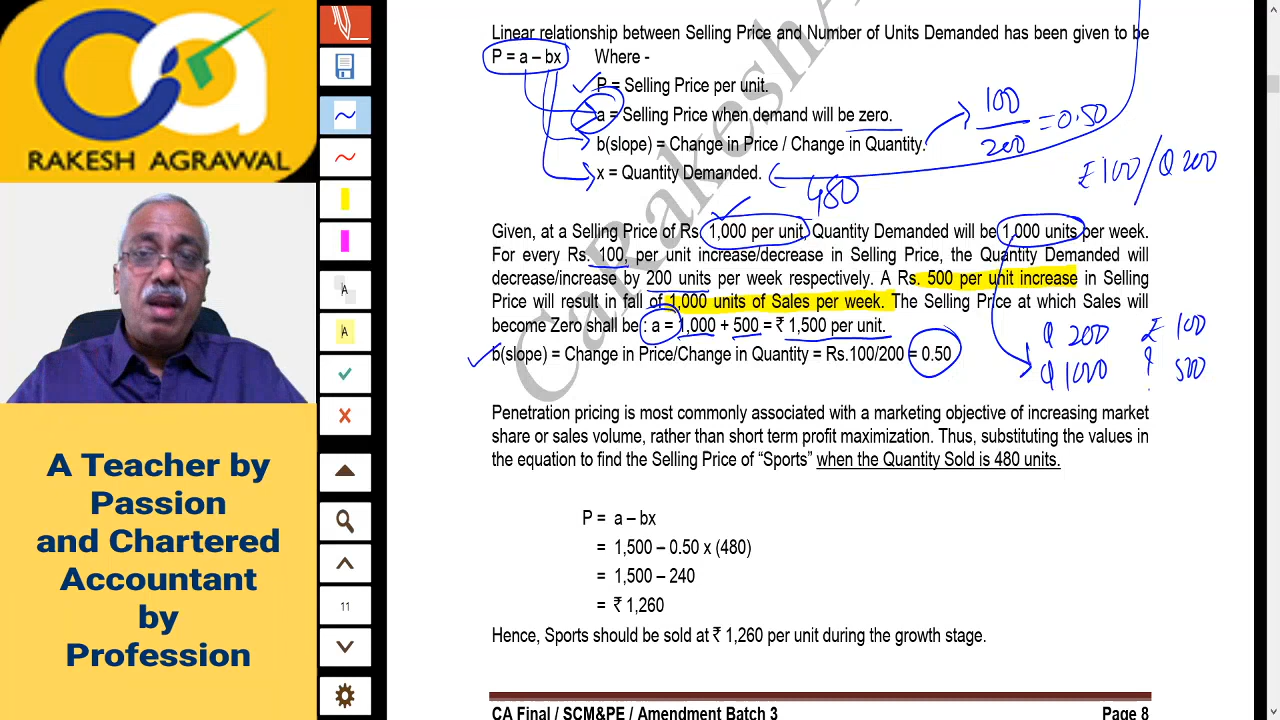 RAKESH AGRAWAL
A Teacher by
Passion
and Chartered
Accountant
by
Profession
A
A
11
Linear relationship between Selling Price and Number of Units Demanded has been given to be
P = a – bx Where -
P = Selling Price per unit.
a = Selling Price when demand will be zero.
b(slope) = Change in Price / Change in Quantity.
x = Quantity Demanded.
100
200
=0.50
₤100/Q200
480
Given, at a Selling Price of Rs 1,000 per unit, Quantity Demanded will be 1,000 units per week.
For every Rs. 100, per unit increase/decrease in Selling Price, the Quantity Demanded will
decrease/increase by 200 units per week respectively. A Rs. 500 per unit increase in Selling
Price will result in fall of 1,000 units of Sales per week. The Selling Price at which Sales will
become Zero shall be : a = 1,000 + 500 = ₹ 1,500 per unit.
b(slope) = Change in Price/Change in Quantity = Rs.100/200 = 0.50
Q 200 ₤ 100
Q 1000 ? 500
Penetration pricing is most commonly associated with a marketing objective of increasing market
share or sales volume, rather than short term profit maximization. Thus, substituting the values in
the equation to find the Selling Price of “Sports” when the Quantity Sold is 480 units.
P = a – bx
= 1,500 – 0.50 x (480)
= 1,500 – 240
= ₹ 1,260
Hence, Sports should be sold at ₹ 1,260 per unit during the growth stage.
CA Final / SCM&PE / Amendment Batch 3 Page 8